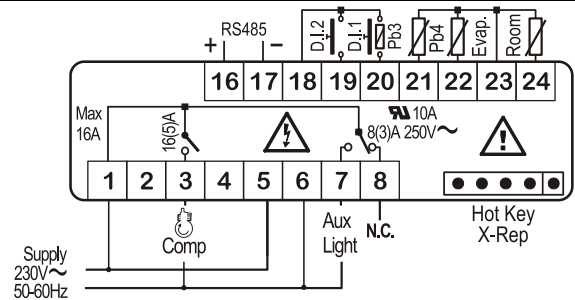 RS485
+ −
D.I.2
D.I.1
Pb3
Pb4
Evap.
Room
16 17 18 19 20 21 22 23 24
Max
16A
16(5)A
10A
8(3)A 250V~
1 2 3 4 5 6 7 8
Comp
Aux
Light
N.C.
Hot Key
X-Rep
Supply
230V~
50-60Hz